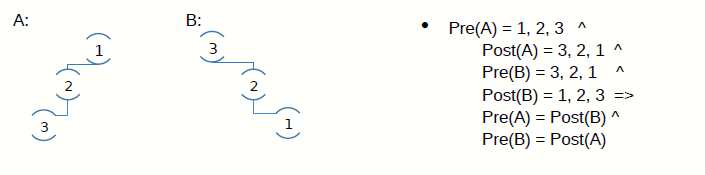 A:
1
2
3
B:
3
2
1
• Pre(A) = 1, 2, 3 ^
Post(A) = 3, 2, 1 ^
Pre(B) = 3, 2, 1 ^
Post(B) = 1, 2, 3 =>
Pre(A) = Post(B) ^
Pre(B) = Post(A)